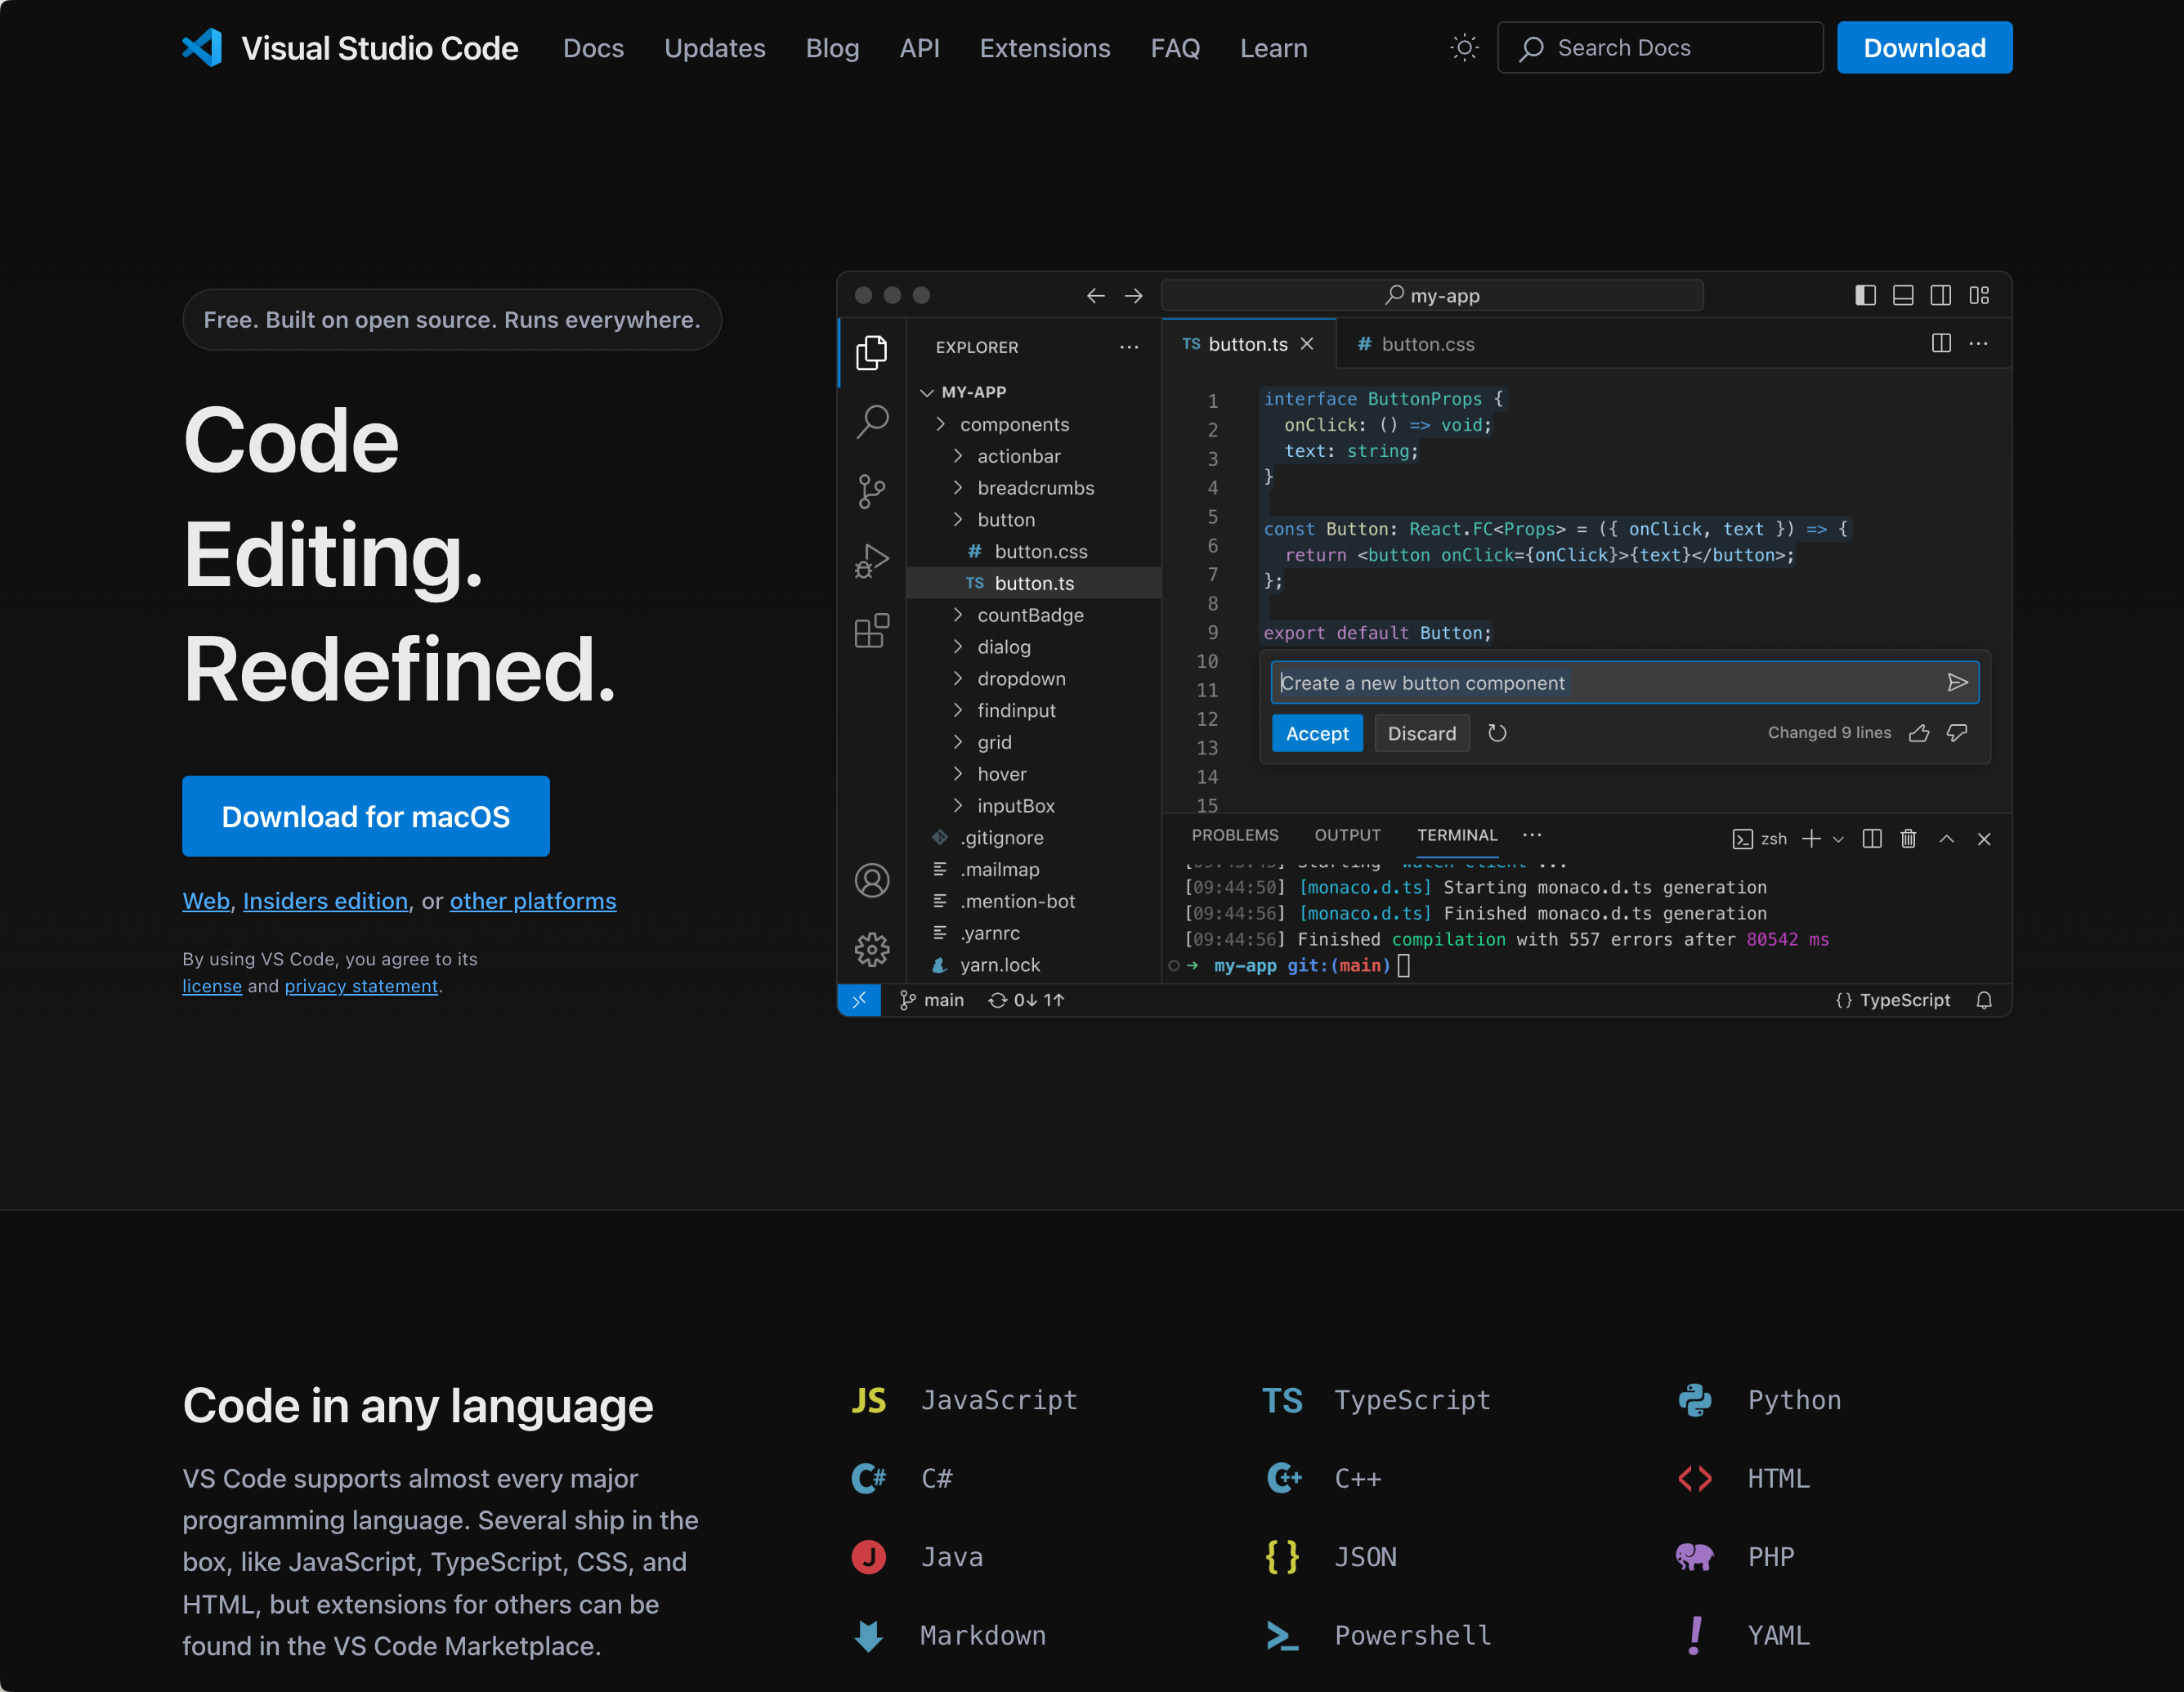 Visual Studio Code Docs Updates Blog API Extensions FAQ Learn Search Docs Download
Free. Built on open source. Runs everywhere.
Code
Editing.
Redefined.
Download for macOS
Web, Insiders edition, or other platforms
By using VS Code, you agree to its
license and privacy statement.
my-app
EXPLORER
MY-APP
components
actionbar
breadcrumbs
button
# button.css
TS button.ts
countBadge
dialog
dropdown
findinput
grid
hover
inputBox
.gitignore
.mailmap
.mention-bot
.yarnrc
yarn.lock
TS button.ts # button.css
1
2
3
4
5
6
7
8
9
10
11
12
13
14
15
interface ButtonProps {
onClick: () => void;
text: string;
}
const Button: React.FC<Props> = ({ onClick, text }) => {
return <button onClick={onClick}>{text}</button>;
};
export default Button;
Create a new button component
Accept Discard Changed 9 lines
PROBLEMS OUTPUT TERMINAL ··· zsh
[09:44:50] [monaco.d.ts] Starting monaco.d.ts generation
[09:44:56] [monaco.d.ts] Finished monaco.d.ts generation
[09:44:56] Finished compilation with 557 errors after 80542 ms
→ my-app git:(main)
main 0↓ 1↑ {} TypeScript
Code in any language
VS Code supports almost every major
programming language. Several ship in the
box, like JavaScript, TypeScript, CSS, and
HTML, but extensions for others can be
found in the VS Code Marketplace.
JS JavaScript TS TypeScript Python
C# C# C++ C++ <> HTML
J Java {} JSON PHP
Markdown >_ Powershell ! YAML